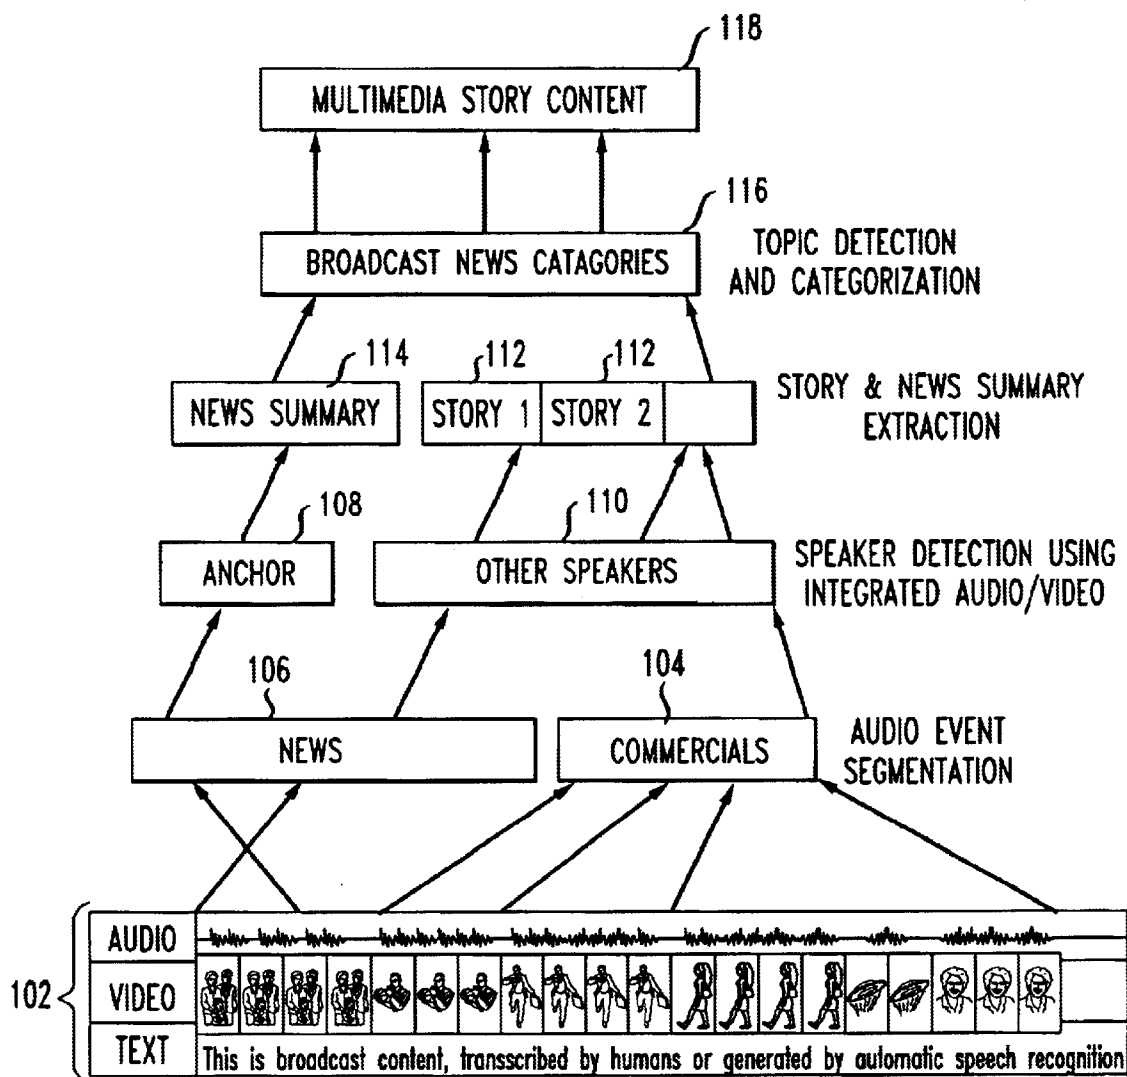 118
MULTIMEDIA STORY CONTENT
116
BROADCAST NEWS CATAGORIES
TOPIC DETECTION
AND CATEGORIZATION
114
112
112
NEWS SUMMARY
STORY 1
STORY 2
STORY & NEWS SUMMARY
EXTRACTION
108
110
ANCHOR
OTHER SPEAKERS
SPEAKER DETECTION USING
INTEGRATED AUDIO/VIDEO
106
104
NEWS
COMMERCIALS
AUDIO EVENT
SEGMENTATION
102
AUDIO
VIDEO
TEXT
This is broadcast content, transscribed by humans or generated by automatic speech recognition